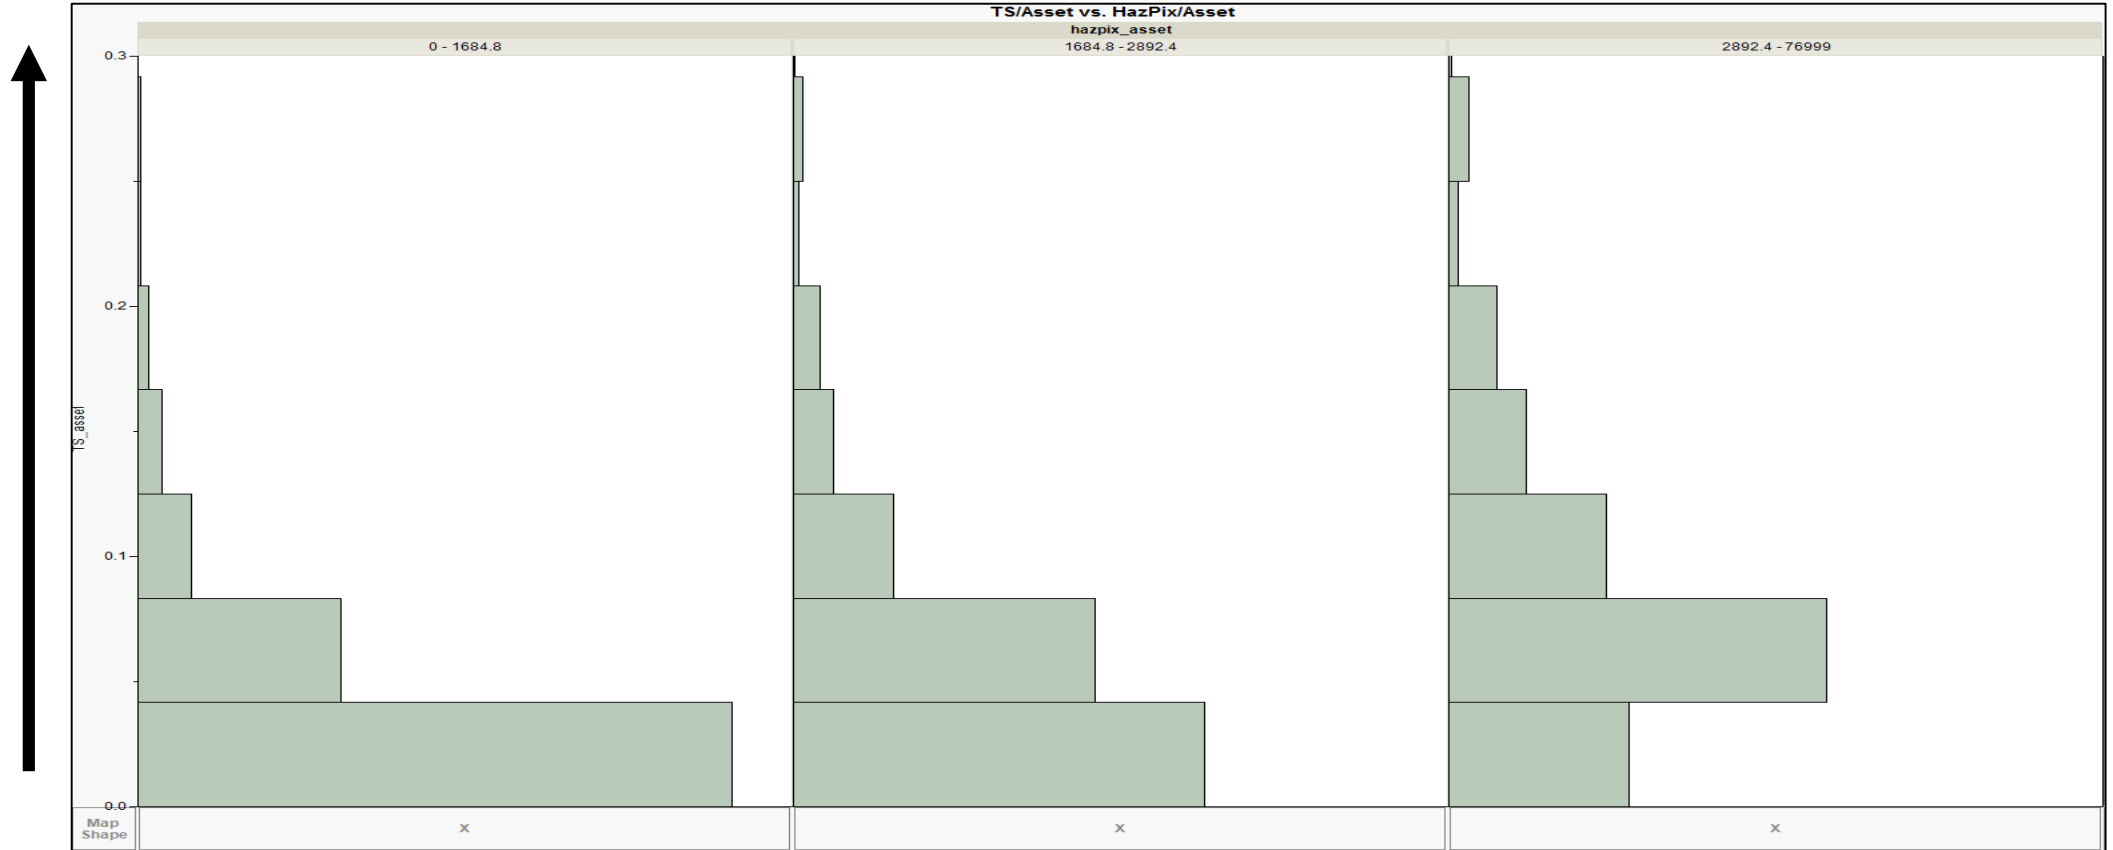 TS/Asset vs. HazPix/Asset
hazpix_asset
0 - 1684.8
1684.8 - 2892.4
2892.4 - 76999
0.3
0.2
0.1
0.0
TS_asset
Map
Shape
x
x
x